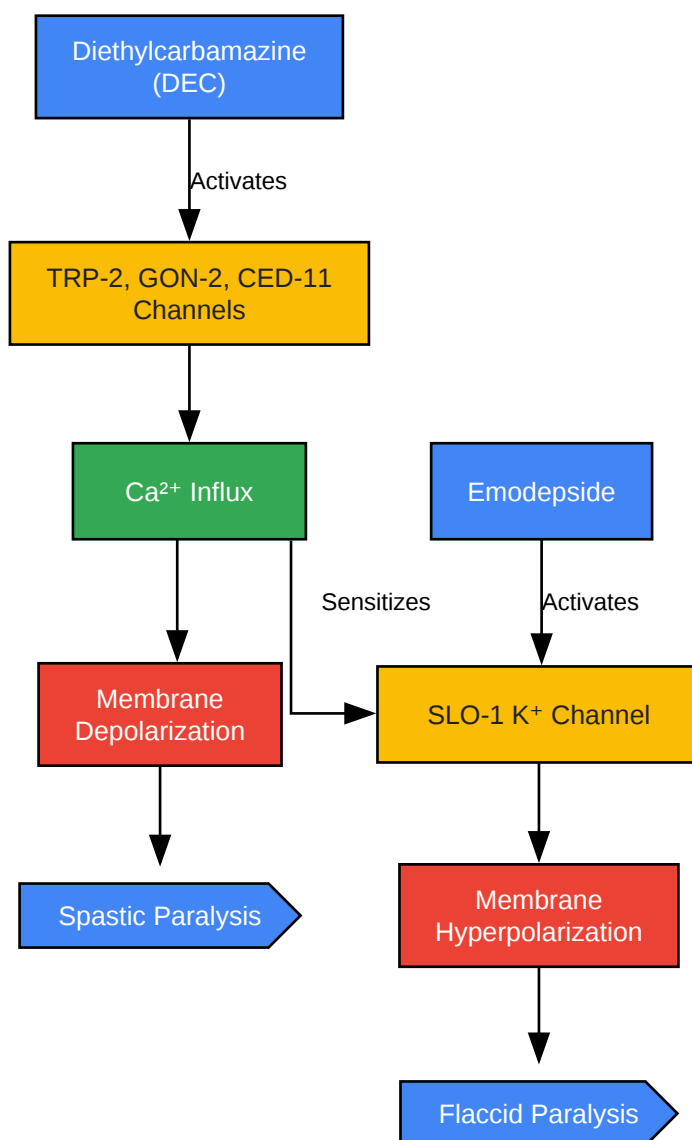 Diethylcarbamazine
(DEC)
Activates
TRP-2, GON-2, CED-11
Channels
Ca²⁺ Influx
Emodepside
Sensitizes
Activates
Membrane
Depolarization
SLO-1 K⁺ Channel
Spastic Paralysis
Membrane
Hyperpolarization
Flaccid Paralysis